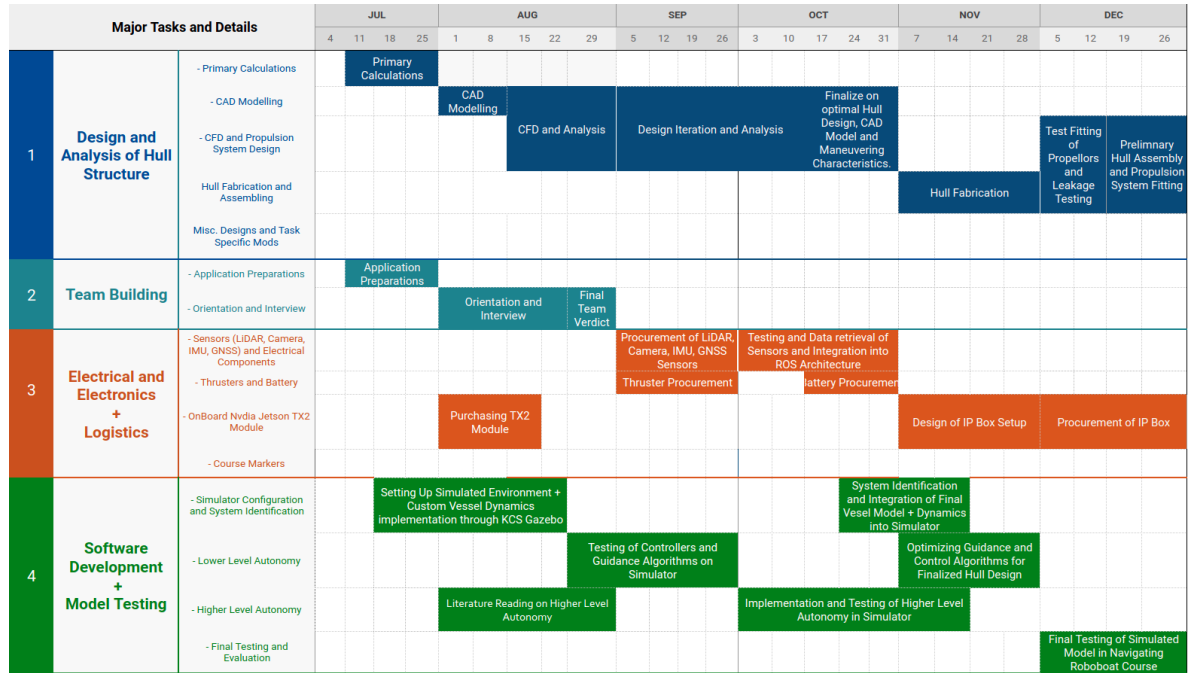 Major Tasks and Details
JUL
AUG
SEP
OCT
NOV
DEC
4 11 18 25 1 8 15 22 29 5 12 19 26 3 10 17 24 31 7 14 21 28 5 12 19 26
1
Design and
Analysis of Hull
Structure
- Primary Calculations
Primary
Calculations
- CAD Modelling
CAD
Modelling
- CFD and Propulsion
System Design
CFD and Analysis
Design Iteration and Analysis
Finalize on
optimal Hull
Design, CAD
Model and
Maneuvering
Characteristics.
Hull Fabrication and
Assembling
Hull Fabrication
Test Fitting
of
Propellors
and
Leakage
Testing
Prelimnary
Hull Assembly
and Propulsion
System Fitting
Misc. Designs and Task
Specific Mods
2
Team Building
- Application Preparations
Application
Preparations
- Orientation and Interview
Orientation and
Interview
Final
Team
Verdict
3
Electrical and
Electronics
+
Logistics
- Sensors (LiDAR, Camera,
IMU, GNSS) and Electrical
Components
Procurement of LiDAR,
Camera, IMU, GNSS
Sensors
Testing and Data retrieval of
Sensors and Integration into
ROS Architecture
- Thrusters and Battery
Thruster Procurement
attery Procuremen
- OnBoard Nvdia Jetson TX2
Module
Purchasing TX2
Module
Design of IP Box Setup
Procurement of IP Box
- Course Markers
4
Software
Development
+
Model Testing
- Simulator Configuration
and System Identification
Setting Up Simulated Environment +
Custom Vessel Dynamics
implementation through KCS Gazebo
System Identification
and Integration of Final
Vesel Model + Dynamics
into Simulator
- Lower Level Autonomy
Testing of Controllers and
Guidance Algorithms on
Simulator
Optimizing Guidance and
Control Algorithms for
Finalized Hull Design
- Higher Level Autonomy
Literature Reading on Higher Level
Autonomy
Implementation and Testing of Higher Level
Autonomy in Simulator
- Final Testing and
Evaluation
Final Testing of Simulated
Model in Navigating
Roboboat Course